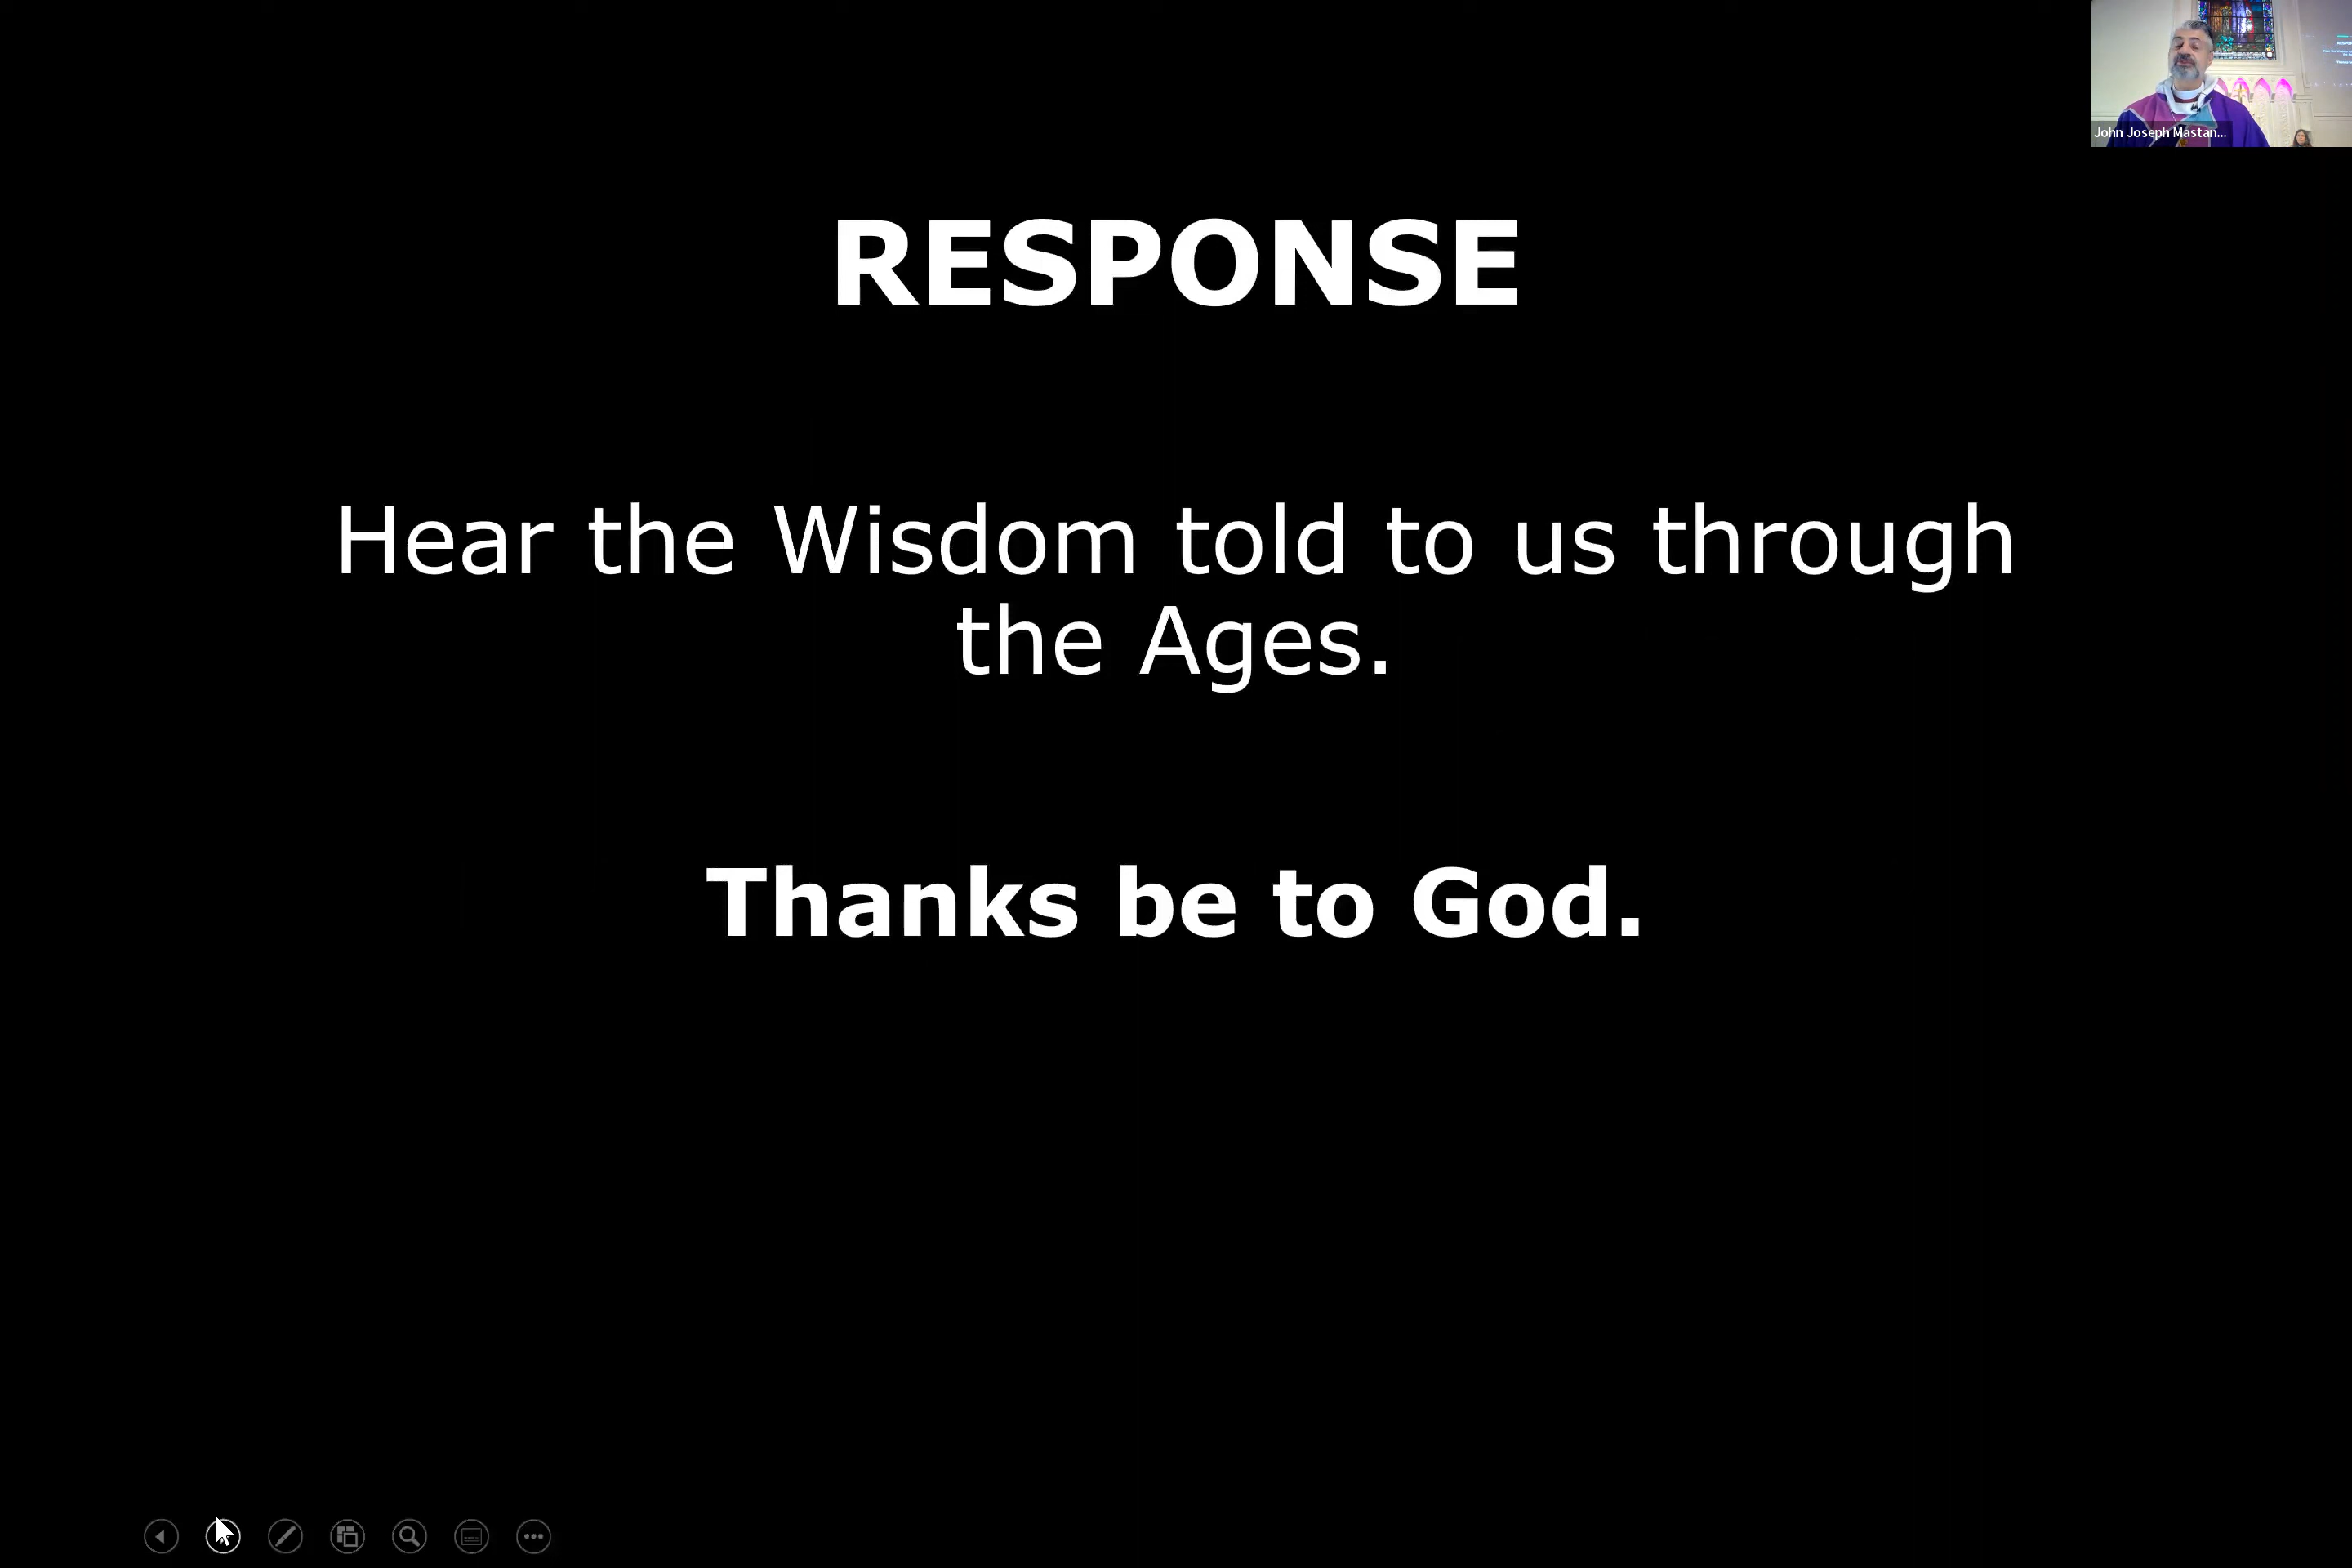 John Joseph Mastan...
RESPONSE
Hear the Wisdom told to us through
the Ages.
Thanks be to God.